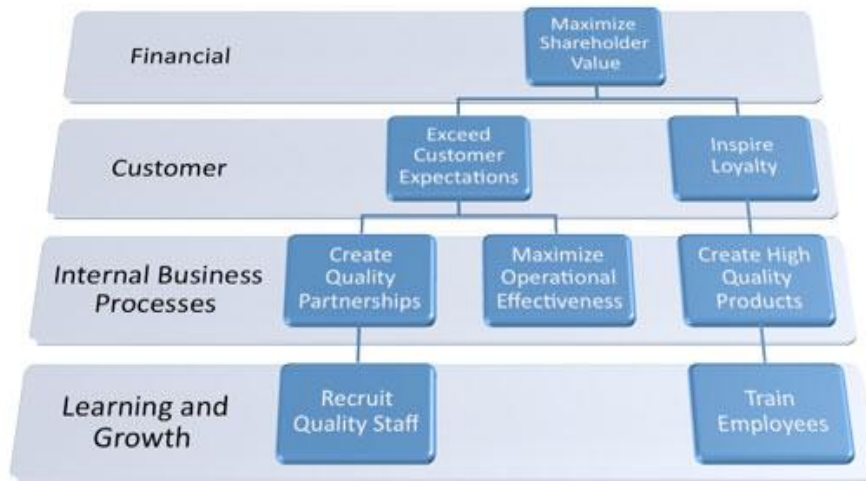 Financial
Maximize
Shareholder
Value
Customer
Exceed
Customer
Expectations
Inspire
Loyalty
Internal Business
Processes
Create
Quality
Partnerships
Maximize
Operational
Effectiveness
Create High
Quality
Products
Learning and
Growth
Recruit
Quality Staff
Train
Employees